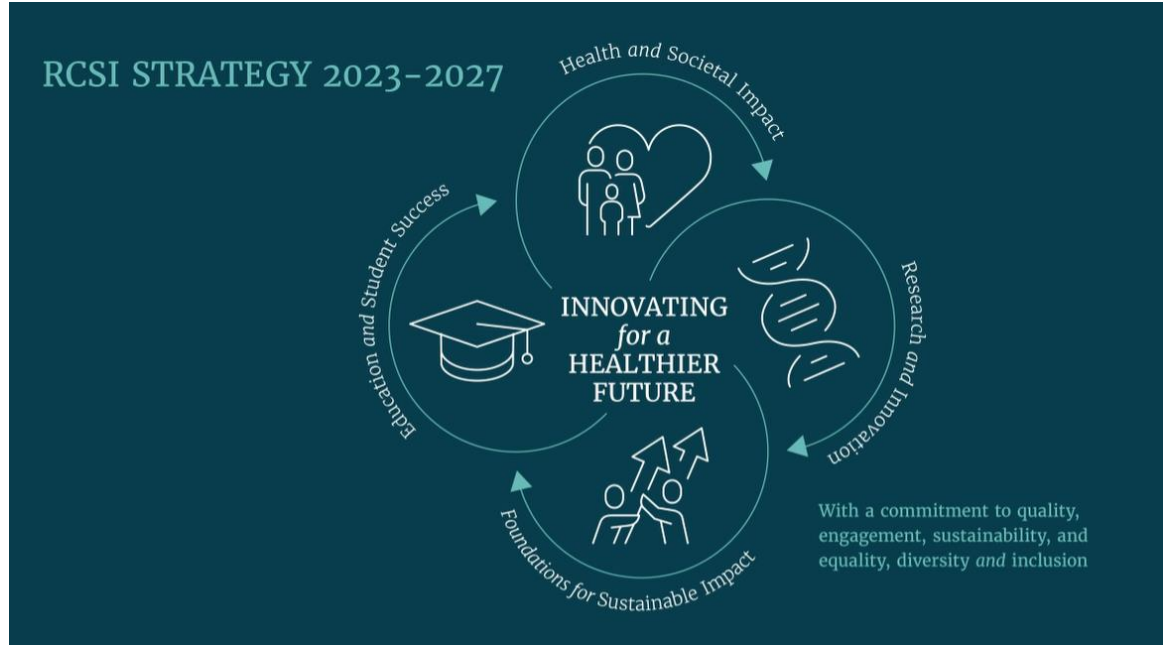 RCSI STRATEGY 2023–2027
Health and Societal Impact
Education and Student Success
INNOVATING
for a
HEALTHIER
FUTURE
Research and Innovation
Foundations for Sustainable Impact
With a commitment to quality,
engagement, sustainability, and
equality, diversity and inclusion